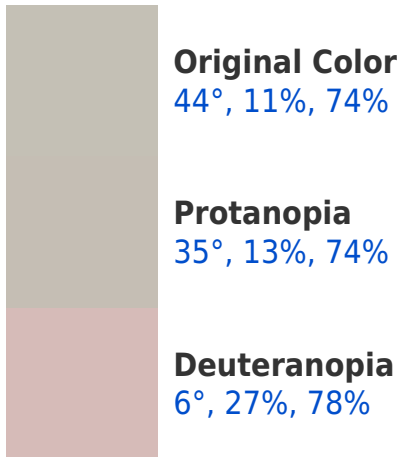 Original Color
44°, 11%, 74%
Protanopia
35°, 13%, 74%
Deuteranopia
6°, 27%, 78%